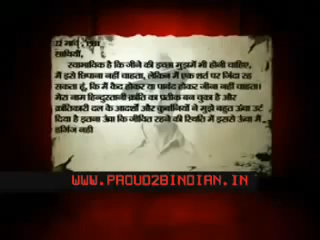 साथियों,
स्वाभाविक है कि जीने की इच्छा मुझमें भी होनी चाहिए,
मैं इसे छिपाना नहीं चाहता, लेकिन मैं एक शर्त पर जिंदा रह
सकता हूं, कि मैं कैद होकर या पाबंद होकर जीना नहीं चाहता।
मेरा नाम हिन्दुस्तानी क्रांति का प्रतीक बन चुका है और
क्रांतिकारी दल के आदर्शों और कुर्बानियों ने मुझे बहुत ऊंचा उठा
दिया है इतना ऊंचा कि जीवित रहने की स्थिति में इससे ऊंचा मैं
हर्गिज नहीं
WWW.PROUD2BINDIAN.IN